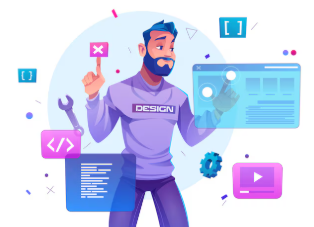 [ ]
[ ]
DESIGN
</>